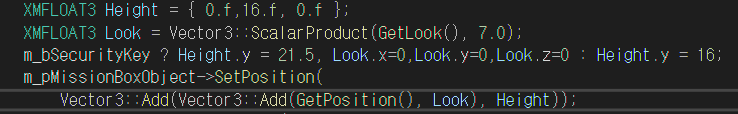 XMFLOAT3 Height = { 0.f,16.f, 0.f };
XMFLOAT3 Look = Vector3::ScalarProduct(GetLook(), 7.0);
m_bSecurityKey ? Height.y = 21.5, Look.x=0,Look.y=0,Look.z=0 : Height.y = 16;
m_pMissionBoxObject->SetPosition(
Vector3::Add(Vector3::Add(GetPosition(), Look), Height));